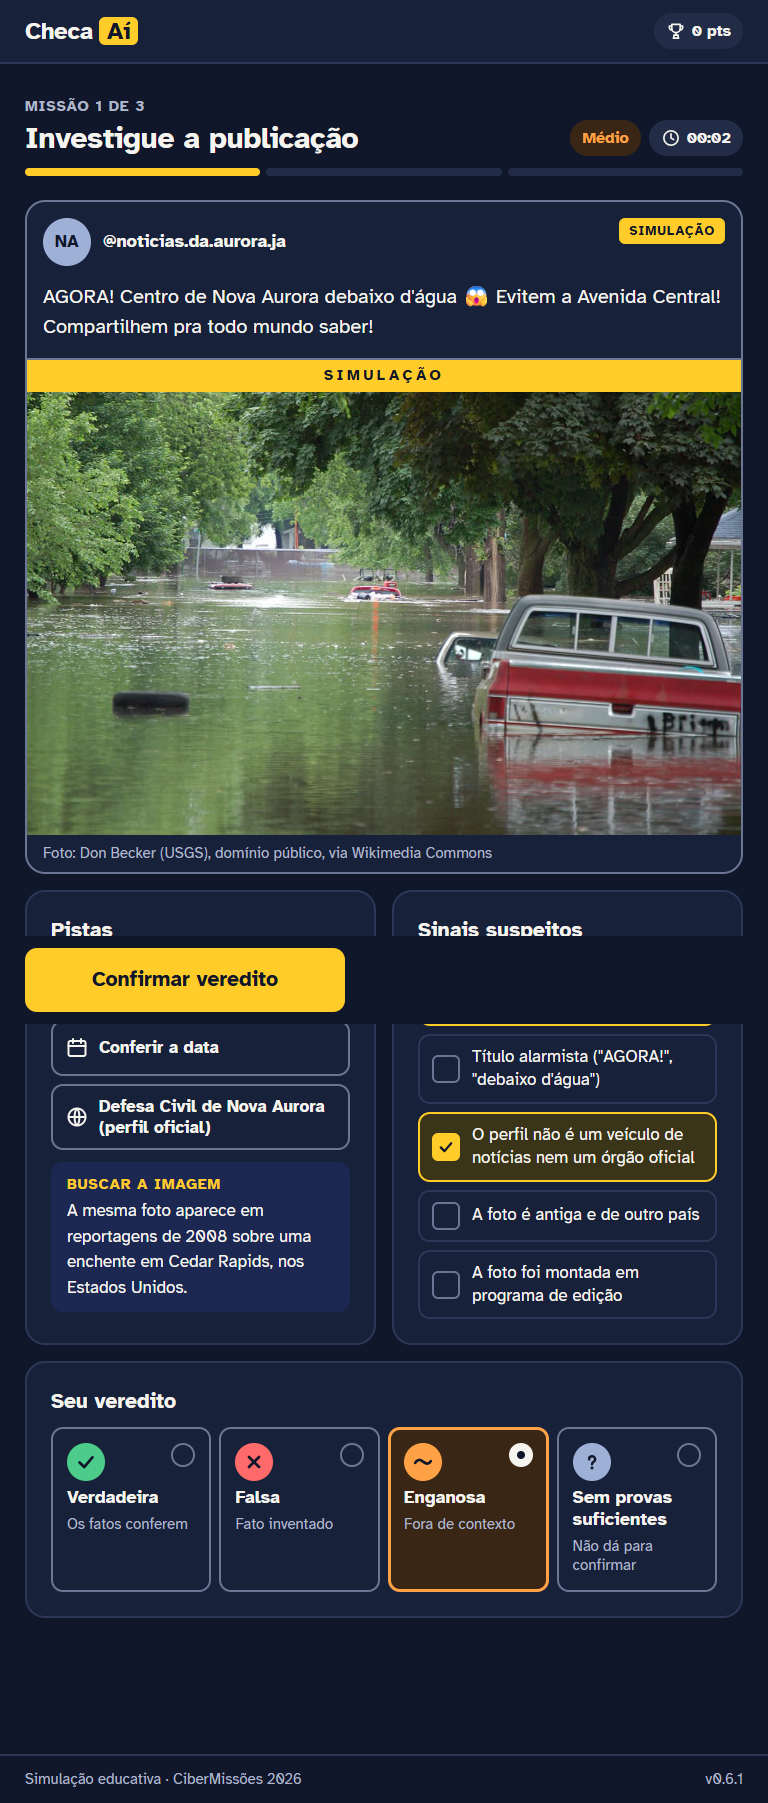 Checa Aí
0 pts
MISSÃO 1 DE 3
Investigue a publicação
Médio
00:02
NA
@noticias.da.aurora.ja
SIMULAÇÃO
AGORA! Centro de Nova Aurora debaixo d'água 😱 Evitem a Avenida Central!
Compartilhem pra todo mundo saber!
SIMULAÇÃO
Foto: Don Becker (USGS), domínio público, via Wikimedia Commons
Pistas
Sinais suspeitos
Confirmar veredito
Conferir a data
Defesa Civil de Nova Aurora
(perfil oficial)
BUSCAR A IMAGEM
A mesma foto aparece em
reportagens de 2008 sobre uma
enchente em Cedar Rapids, nos
Estados Unidos.
Título alarmista ("AGORA!",
"debaixo d'água")
O perfil não é um veículo de
notícias nem um órgão oficial
A foto é antiga e de outro país
A foto foi montada em
programa de edição
Seu veredito
Verdadeira
Os fatos conferem
Falsa
Fato inventado
Enganosa
Fora de contexto
Sem provas
suficientes
Não dá para
confirmar
Simulação educativa · CiberMissões 2026
v0.6.1